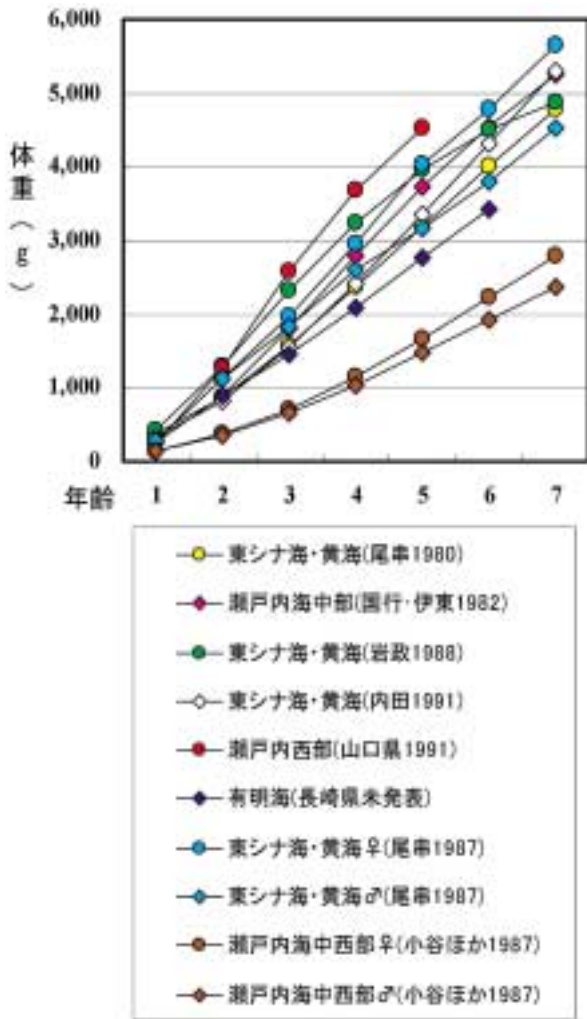 6,000
5,000
4,000
3,000
2,000
1,000
0
体重(g)
年齢 1 2 3 4 5 6 7
東シナ海・黄海(尾串1980)
瀬戸内海中部(国行・伊東1982)
東シナ海・黄海(岩政1988)
東シナ海・黄海(内田1991)
瀬戸内西部(山口県1991)
有明海(長崎県未発表)
東シナ海・黄海♀(尾串1987)
東シナ海・黄海♂(尾串1987)
瀬戸内海中西部♀(小谷ほか1987)
瀬戸内海中西部♂(小谷ほか1987)